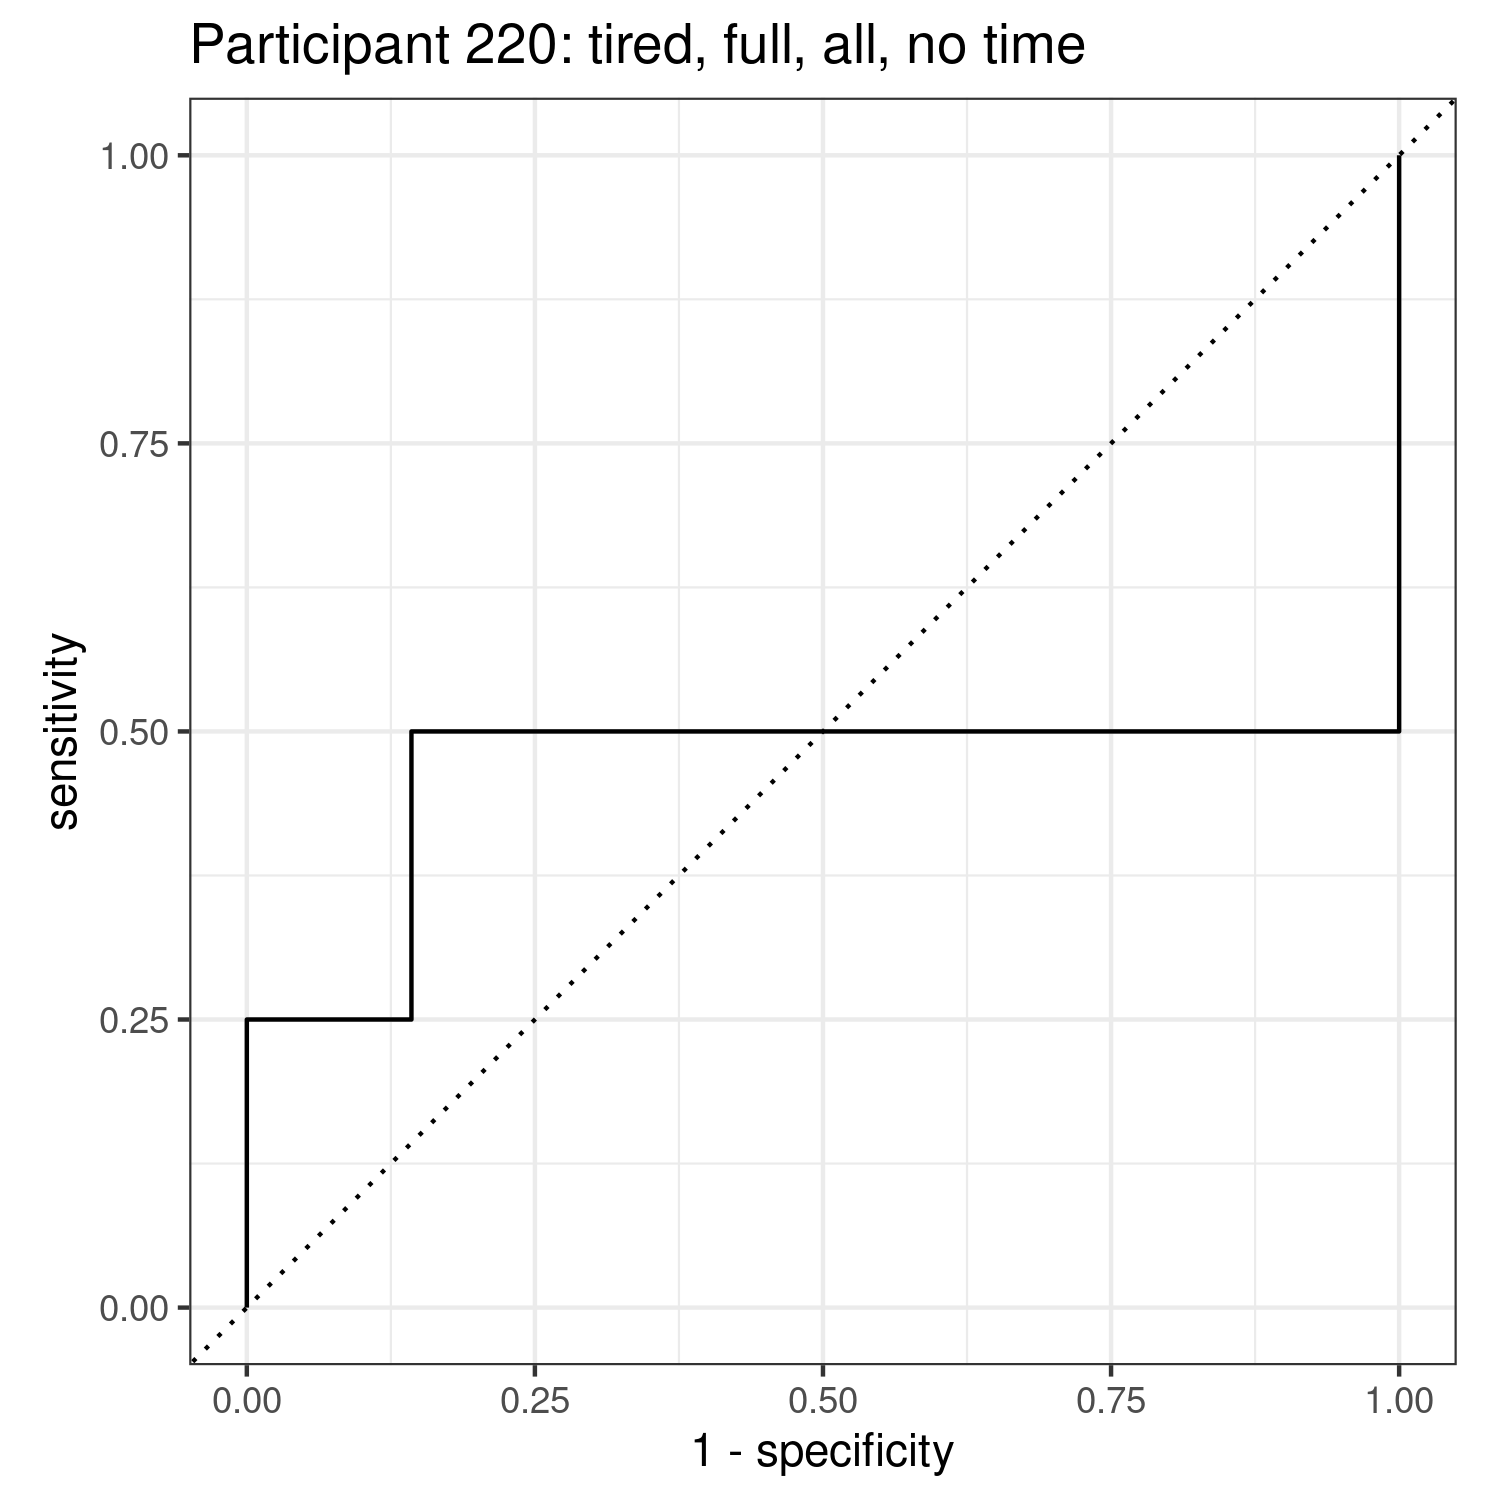 Participant 220: tired, full, all, no time
1.00
0.75
0.50
0.25
0.00
sensitivity
0.00 0.25 0.50 0.75 1.00
1 - specificity